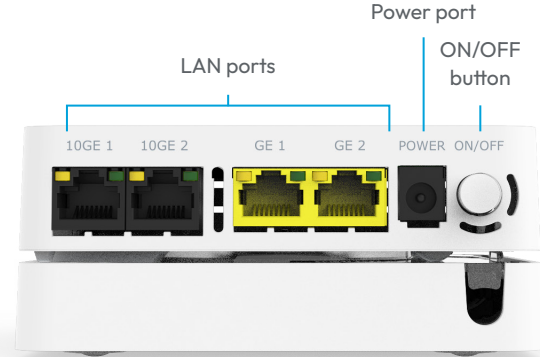 Power port
ON/OFF
button
LAN ports
10GE 1 10GE 2 GE 1 GE 2 POWER ON/OFF